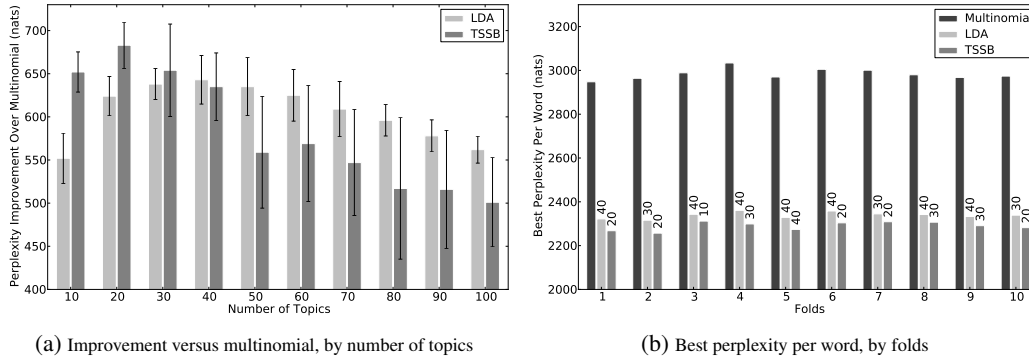 LDA
TSSB
Perplexity Improvement Over Multinomial (nats)
700
650
600
550
500
450
400
10 20 30 40 50 60 70 80 90 100
Number of Topics
(a) Improvement versus multinomial, by number of topics
Multinomial
LDA
TSSB
Best Perplexity Per Word (nats)
3200
3000
2800
2600
2400
2200
2000
40 20 30 20 40 10 40 30 40 40 40 20 30 30 40 30 40 30 30 20
1 2 3 4 5 6 7 8 9 10
Folds
(b) Best perplexity per word, by folds